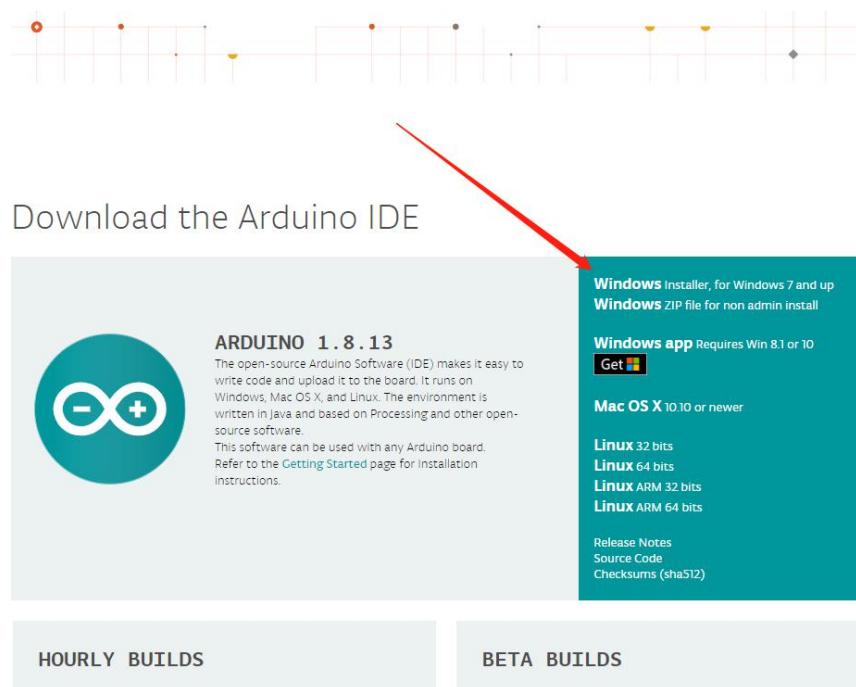 Download the Arduino IDE
ARDUINO 1.8.13
The open-source Arduino Software (IDE) makes it easy to
write code and upload it to the board. It runs on
Windows, Mac OS X, and Linux. The environment is
written in Java and based on Processing and other open-
source software.
This software can be used with any Arduino board.
Refer to the Getting Started page for Installation
instructions.
Windows Installer, for Windows 7 and up
Windows ZIP file for non admin install
Windows app Requires Win 8.1 or 10
Get
Mac OS X 10.10 or newer
Linux 32 bits
Linux 64 bits
Linux ARM 32 bits
Linux ARM 64 bits
Release Notes
Source Code
Checksums (sha512)
HOURLY BUILDS
BETA BUILDS